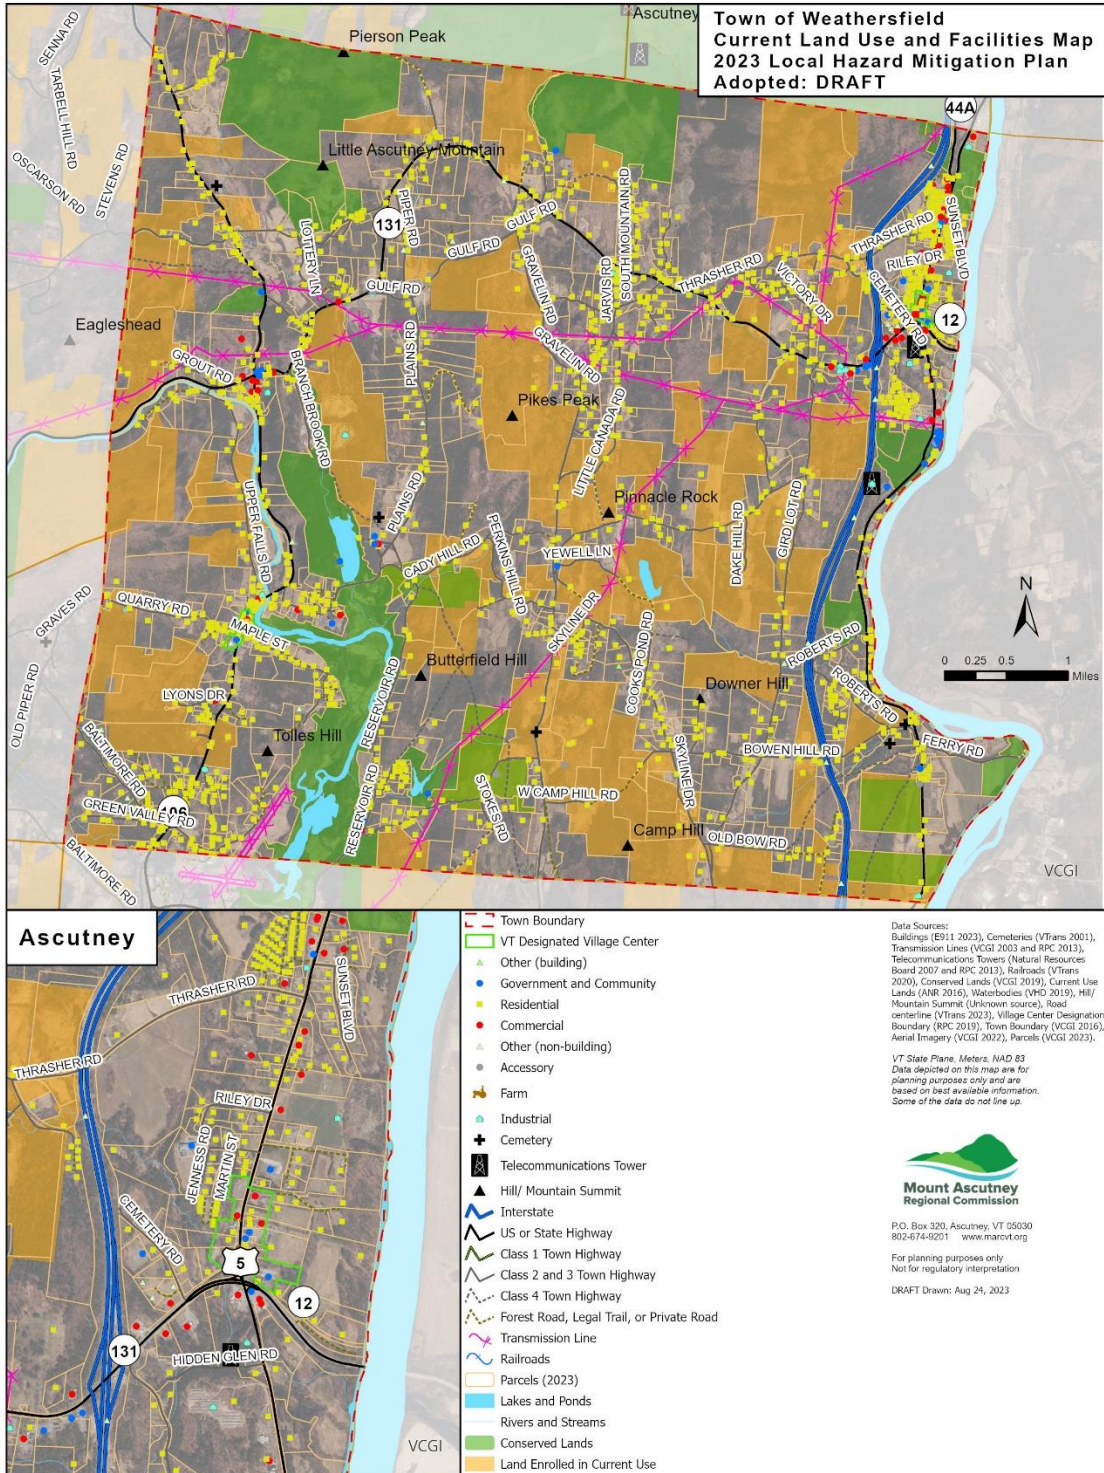 Town of Weathersfield
Current Land Use and Facilities Map
2023 Local Hazard Mitigation Plan
Adopted: DRAFT
Ascutney
SENNA RD
TARBELL HILL RD
OSCARSON RD
STEVENS RD
Pierson Peak
Little Ascutney Mountain
44A
131
PIPER RD
LOTTERY LN
GULF RD
GULF RD
GULF RD
GRAVELIN RD
JARVIS RD
SOUTH MOUNTAIN RD
THRASHER RD
VICTORY DR
THRASHER RD
RILEY DR
SUNSET BLVD
CEMETERY RD
12
Eagleshead
GROUT RD
BRANCH BROOK RD
PLAINS RD
GRAVELIN RD
Pikes Peak
LITTLE CANADA RD
Pinnacle Rock
UPPER FALLS RD
PLAINS RD
CADY HILL RD
PERKINS HILL RD
YEWELL LN
DAKE HILL RD
GIRD LOT RD
GRAVES RD
QUARRY RD
MAPLE ST
SKYLINE DR
COOKS POND RD
ROBERTS RD
ROBERTS RD
N
0 0.25 0.5 1
Miles
OLD PIPER RD
LYONS DR
Butterfield Hill
Downer Hill
RESERVOIR RD
BALTIMORE RD
Tolles Hill
BOWEN HILL RD
FERRY RD
SKYLINE DR
106
GREEN VALLEY RD
RESERVOIR RD
STOKES RD
W CAMP HILL RD
Camp Hill
OLD BOW RD
BALTIMORE RD
VCGI
Ascutney
THRASHER RD
SUNSET BLVD
THRASHER RD
RILEY DR
JENNESS RD
MARTIN ST
CEMETERY RD
5
12
131
HIDDEN GLEN RD
VCGI
Town Boundary
VT Designated Village Center
Other (building)
Government and Community
Residential
Commercial
Other (non-building)
Accessory
Farm
Industrial
Cemetery
Telecommunications Tower
Hill/ Mountain Summit
Interstate
US or State Highway
Class 1 Town Highway
Class 2 and 3 Town Highway
Class 4 Town Highway
Forest Road, Legal Trail, or Private Road
Transmission Line
Railroads
Parcels (2023)
Lakes and Ponds
Rivers and Streams
Conserved Lands
Land Enrolled in Current Use
Data Sources:
Buildings (E911 2023), Cemeteries (VTrans 2001),
Transmission Lines (VCGI 2003 and RPC 2013),
Telecommunications Towers (Natural Resources
Board 2007 and RPC 2013), Railroads (VTrans
2020), Conserved Lands (VCGI 2019), Current Use
Lands (ANR 2016), Waterbodies (VHD 2019), Hill/
Mountain Summit (Unknown source), Road
centerline (VTrans 2023), Village Center Designation
Boundary (RPC 2019), Town Boundary (VCGI 2016),
Aerial Imagery (VCGI 2022), Parcels (VCGI 2023).
VT State Plane, Meters, NAD 83
Data depicted on this map are for
planning purposes only and are
based on best available information.
Some of the data do not line up.
Mount Ascutney
Regional Commission
P.O. Box 320, Ascutney, VT 05030
802-674-9201 www.marcvt.org
For planning purposes only
Not for regulatory interpretation
DRAFT Drawn: Aug 24, 2023